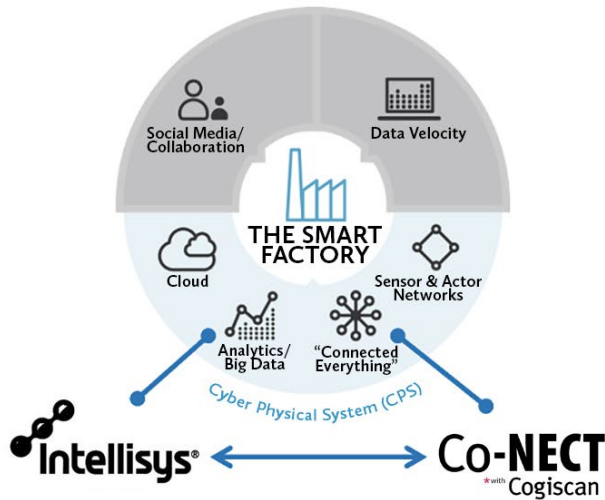 Social Media/
Collaboration
Data Velocity
THE SMART
FACTORY
Cloud
Sensor & Actor
Networks
Analytics/
Big Data
“Connected
Everything”
Cyber Physical System (CPS)
Intellisys®
Co-NECT
*with Cogiscan